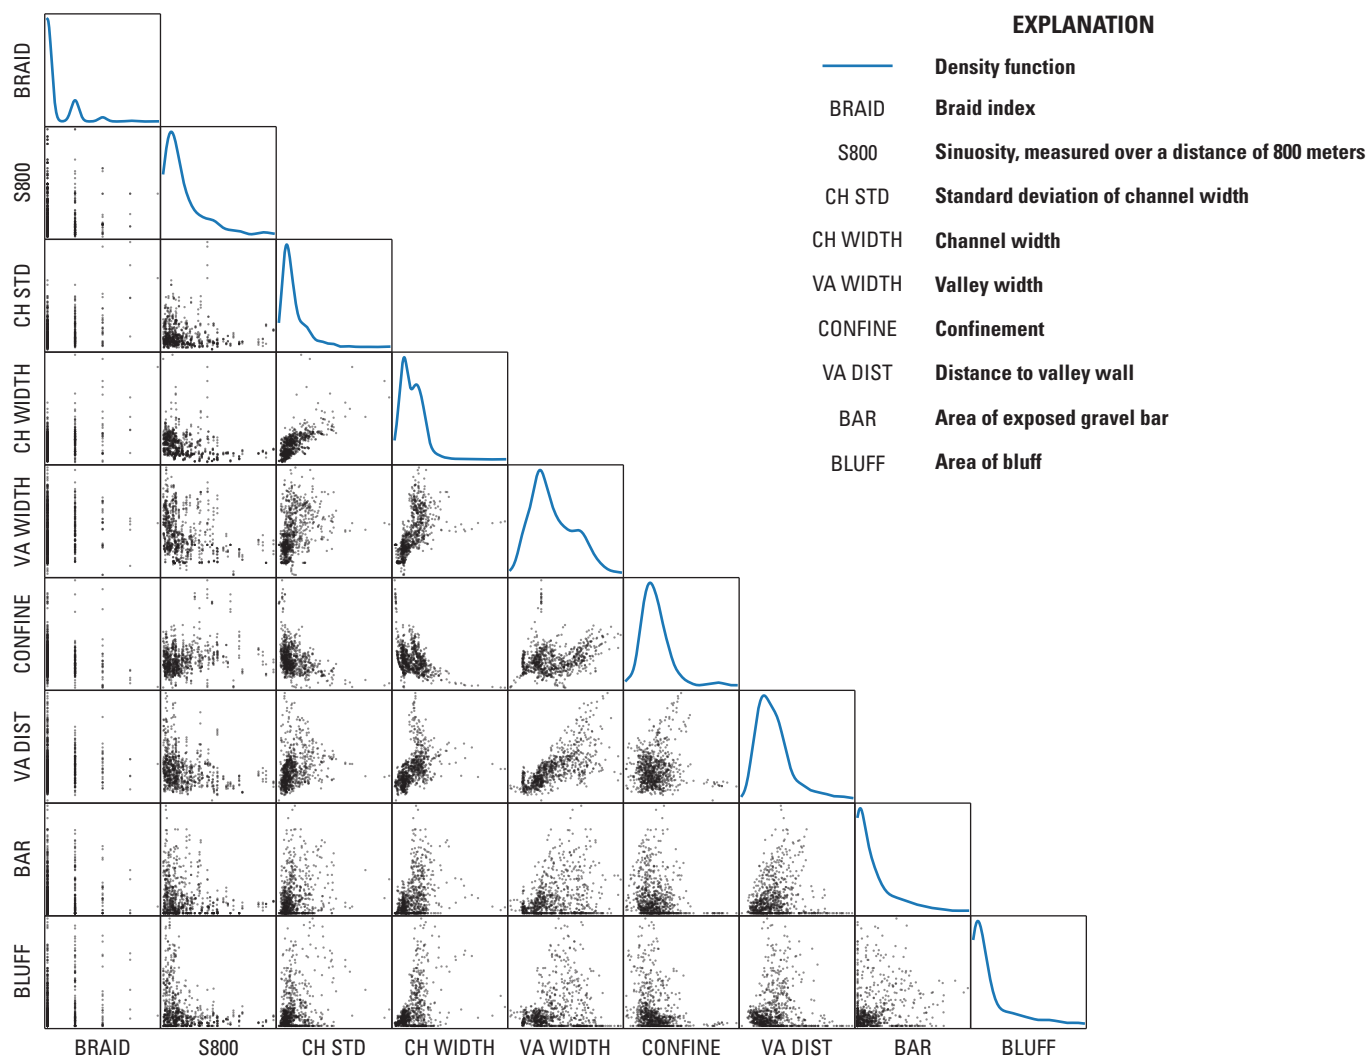 EXPLANATION
Density function
BRAID Braid index
S800 Sinuosity, measured over a distance of 800 meters
CH STD Standard deviation of channel width
CH WIDTH Channel width
VA WIDTH Valley width
CONFINE Confinement
VA DIST Distance to valley wall
BAR Area of exposed gravel bar
BLUFF Area of bluff
BRAID
S800
CH STD
CH WIDTH
VA WIDTH
CONFINE
VA DIST
BAR
BLUFF
BRAID S800 CH STD CH WIDTH VA WIDTH CONFINE VA DIST BAR BLUFF